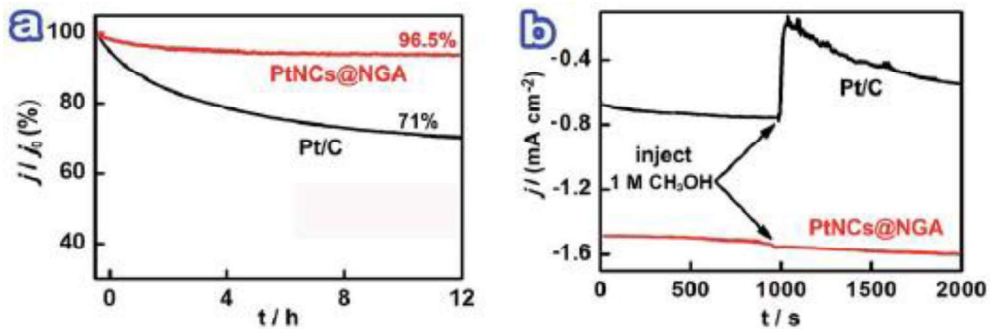 a
100
80
60
40
j / j₀ (%)
96.5%
PtNCs@NGA
71%
Pt/C
0 4 8 12
t / h
b
-0.4
-0.8
-1.2
-1.6
j / (mA cm⁻²)
Pt/C
inject
1 M CH₃OH
PtNCs@NGA
0 500 1000 1500 2000
t / s